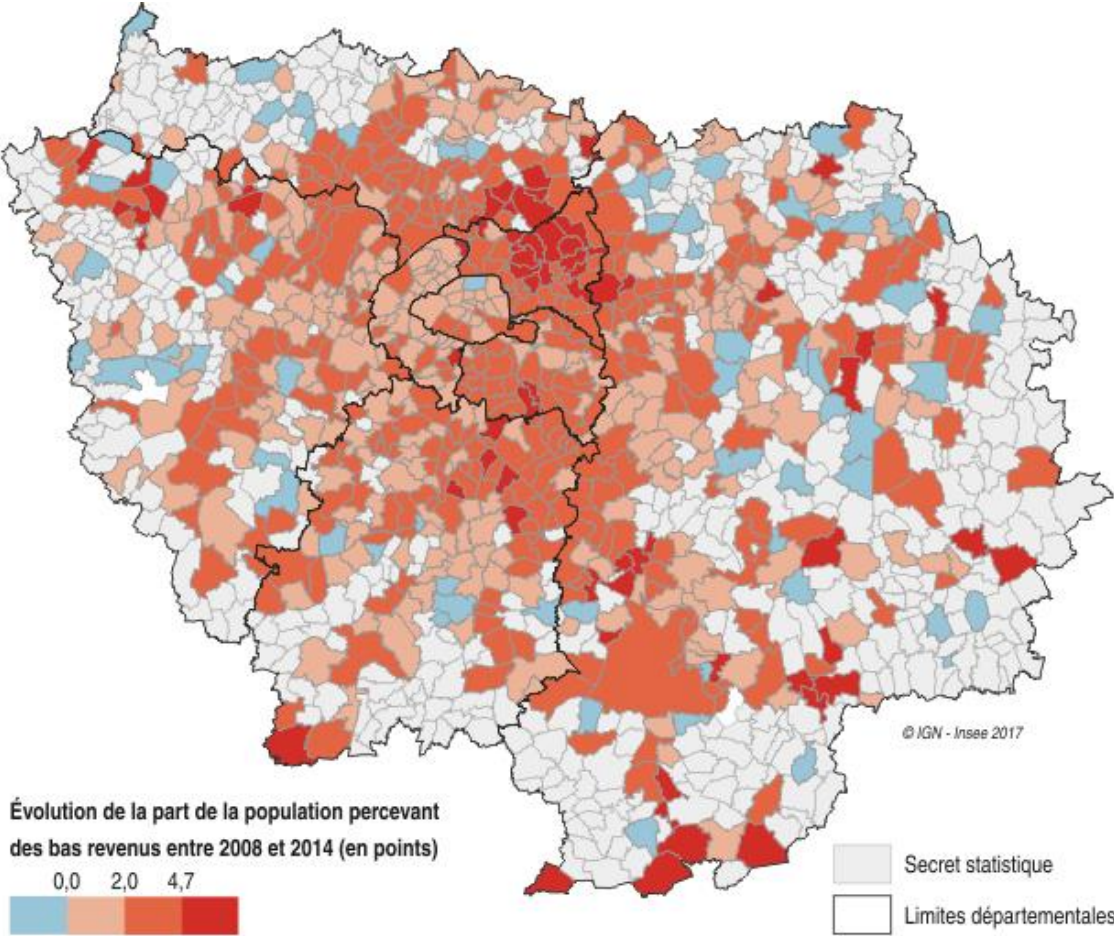 © IGN - Insee 2017
Évolution de la part de la population percevant
des bas revenus entre 2008 et 2014 (en points)
0,0 2,0 4,7
Secret statistique
Limites départementales